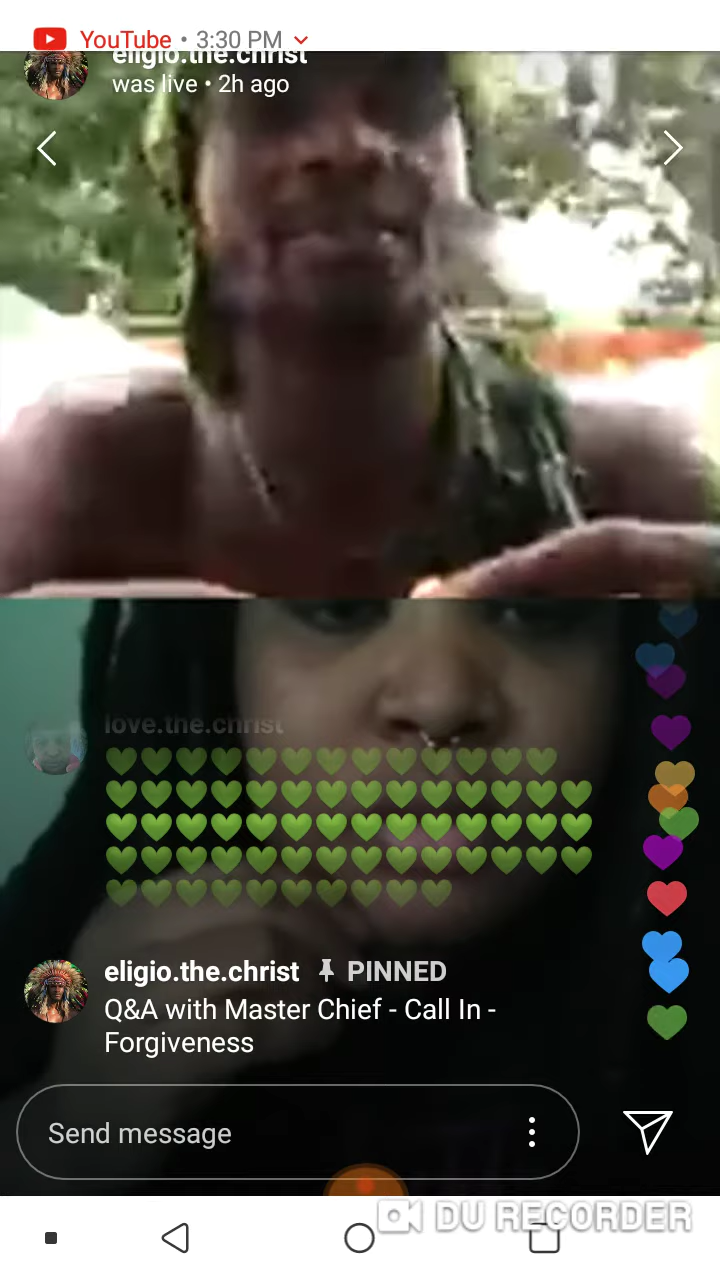 YouTube • 3:30 PM
eligio.the.christ
was live • 2h ago
love.the.christ
eligio.the.christ PINNED
Q&A with Master Chief - Call In -
Forgiveness
Send message
DU RECORDER